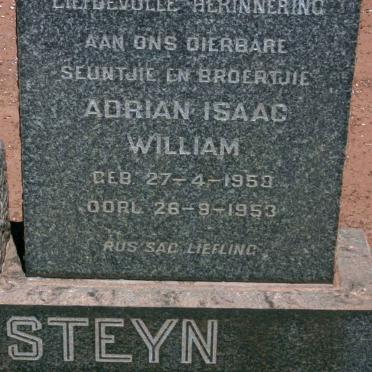 LIEFDEVOLLE HERINNERING
AAN ONS DIERBARE
SEUNTJIE EN BROERTJIE
ADRIAN ISAAC
WILLIAM
GEB. 27-4-1953
OORL. 26-9-1953
RUS SAG LIEFLING
STEYN